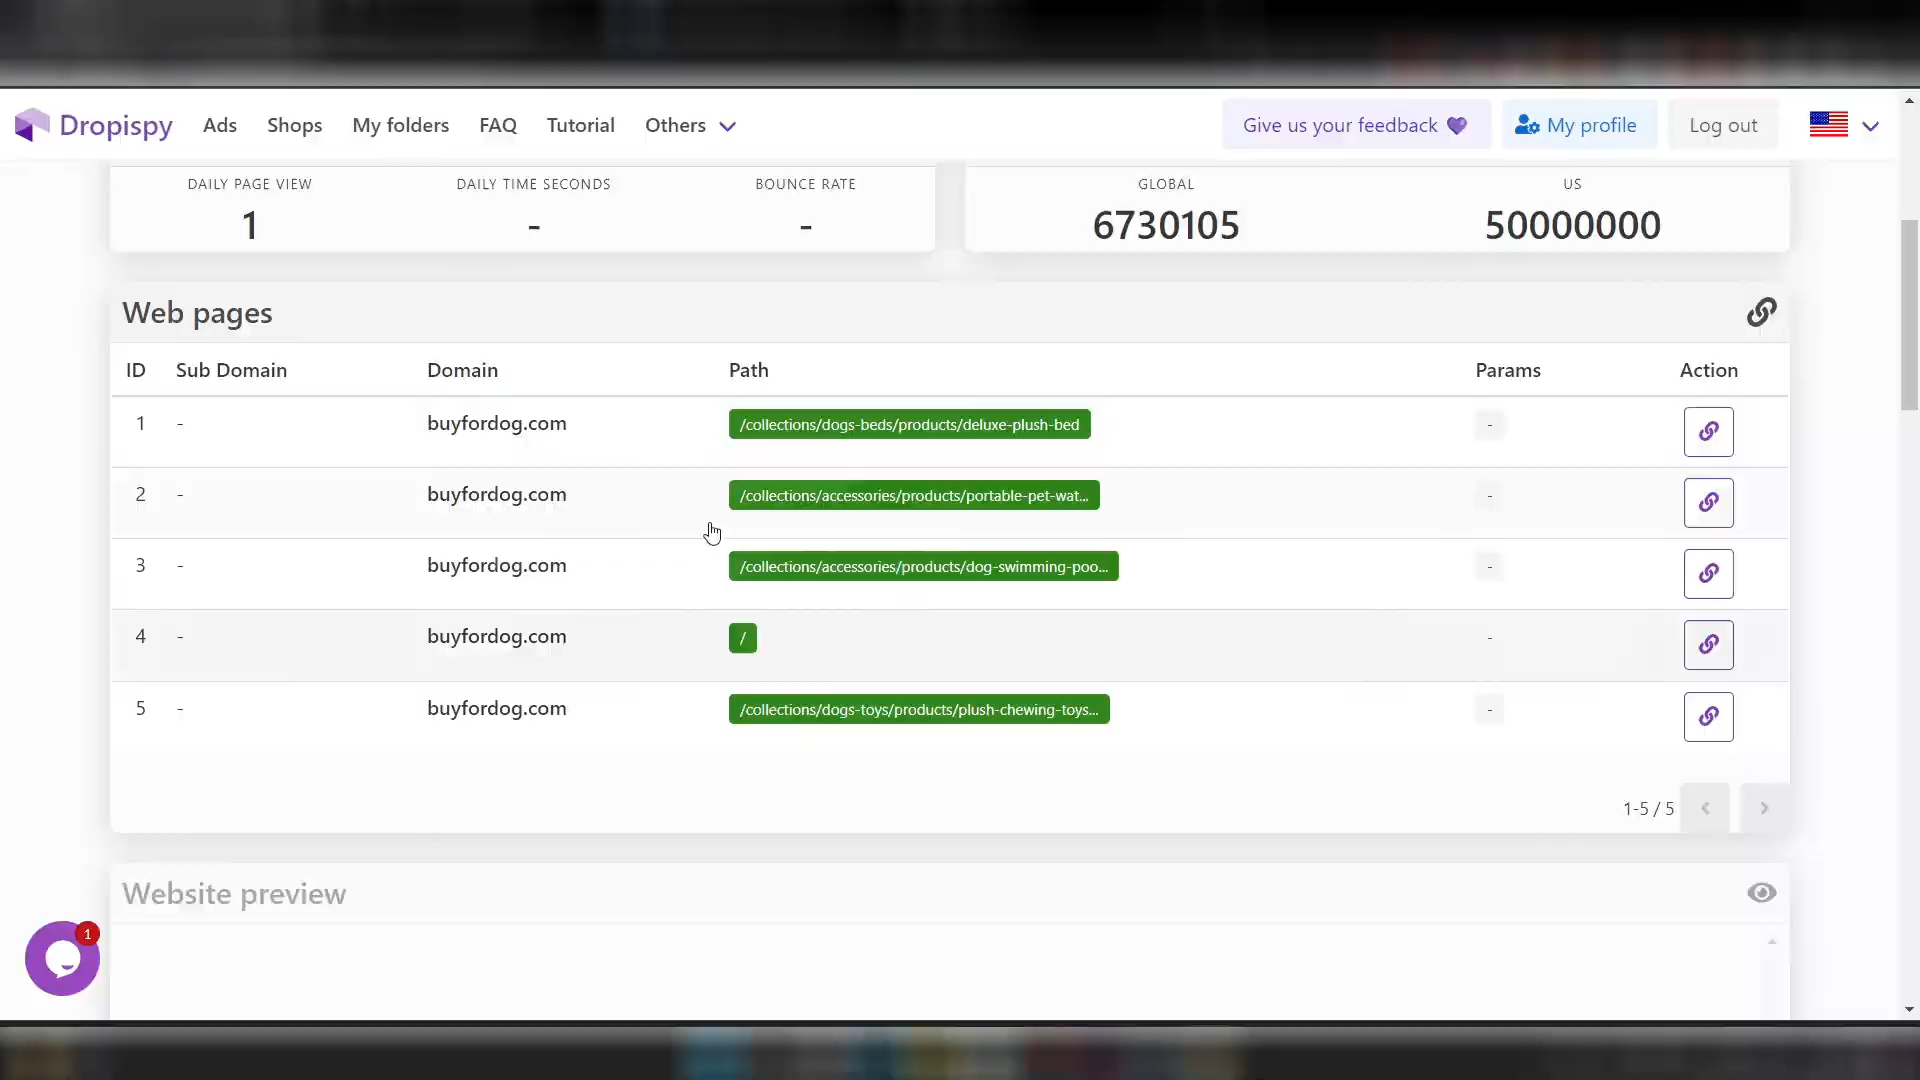 Dropispy Ads Shops My folders FAQ Tutorial Others Give us your feedback My profile Log out
DAILY PAGE VIEW DAILY TIME SECONDS BOUNCE RATE GLOBAL US
1 - - 6730105 50000000
Web pages
ID Sub Domain Domain Path Params Action
1 - buyfordog.com /collections/dogs-beds/products/deluxe-plush-bed -
2 - buyfordog.com /collections/accessories/products/portable-pet-wat... -
3 - buyfordog.com /collections/accessories/products/dog-swimming-poo... -
4 - buyfordog.com / -
5 - buyfordog.com /collections/dogs-toys/products/plush-chewing-toys... -
1-5 / 5
Website preview
1